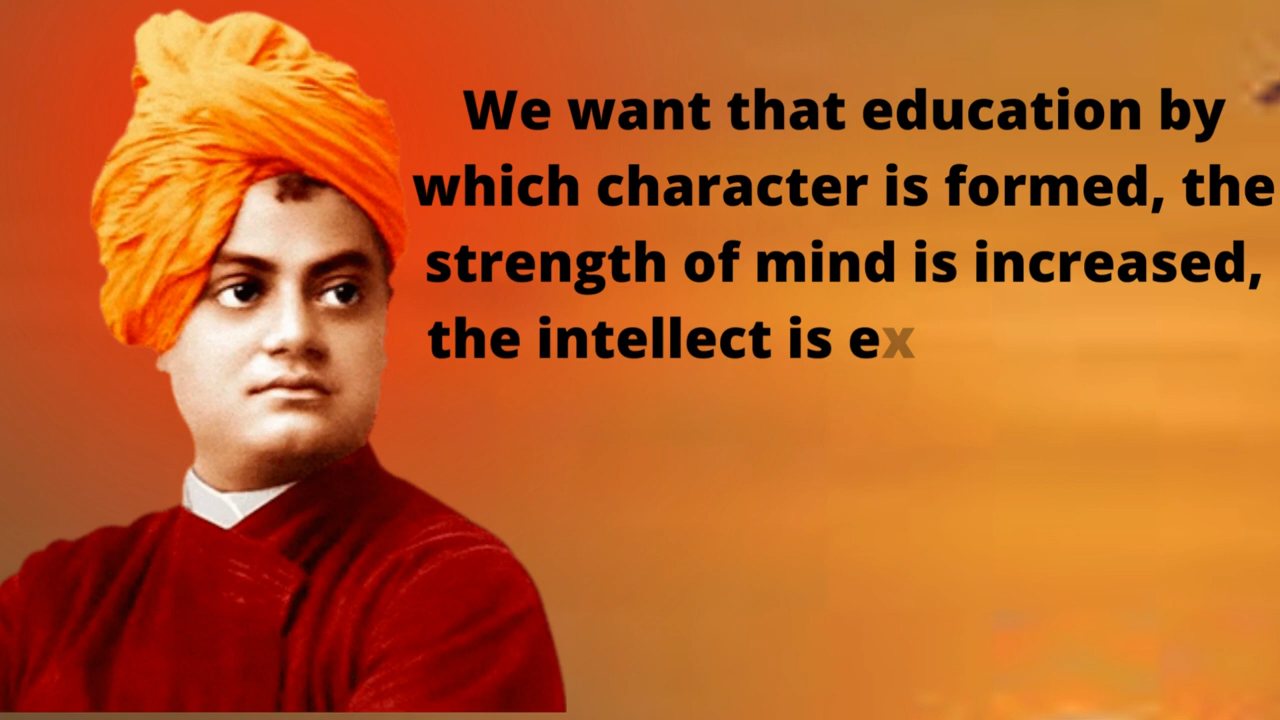 We want that education by
which character is formed, the
strength of mind is increased,
the intellect is ex